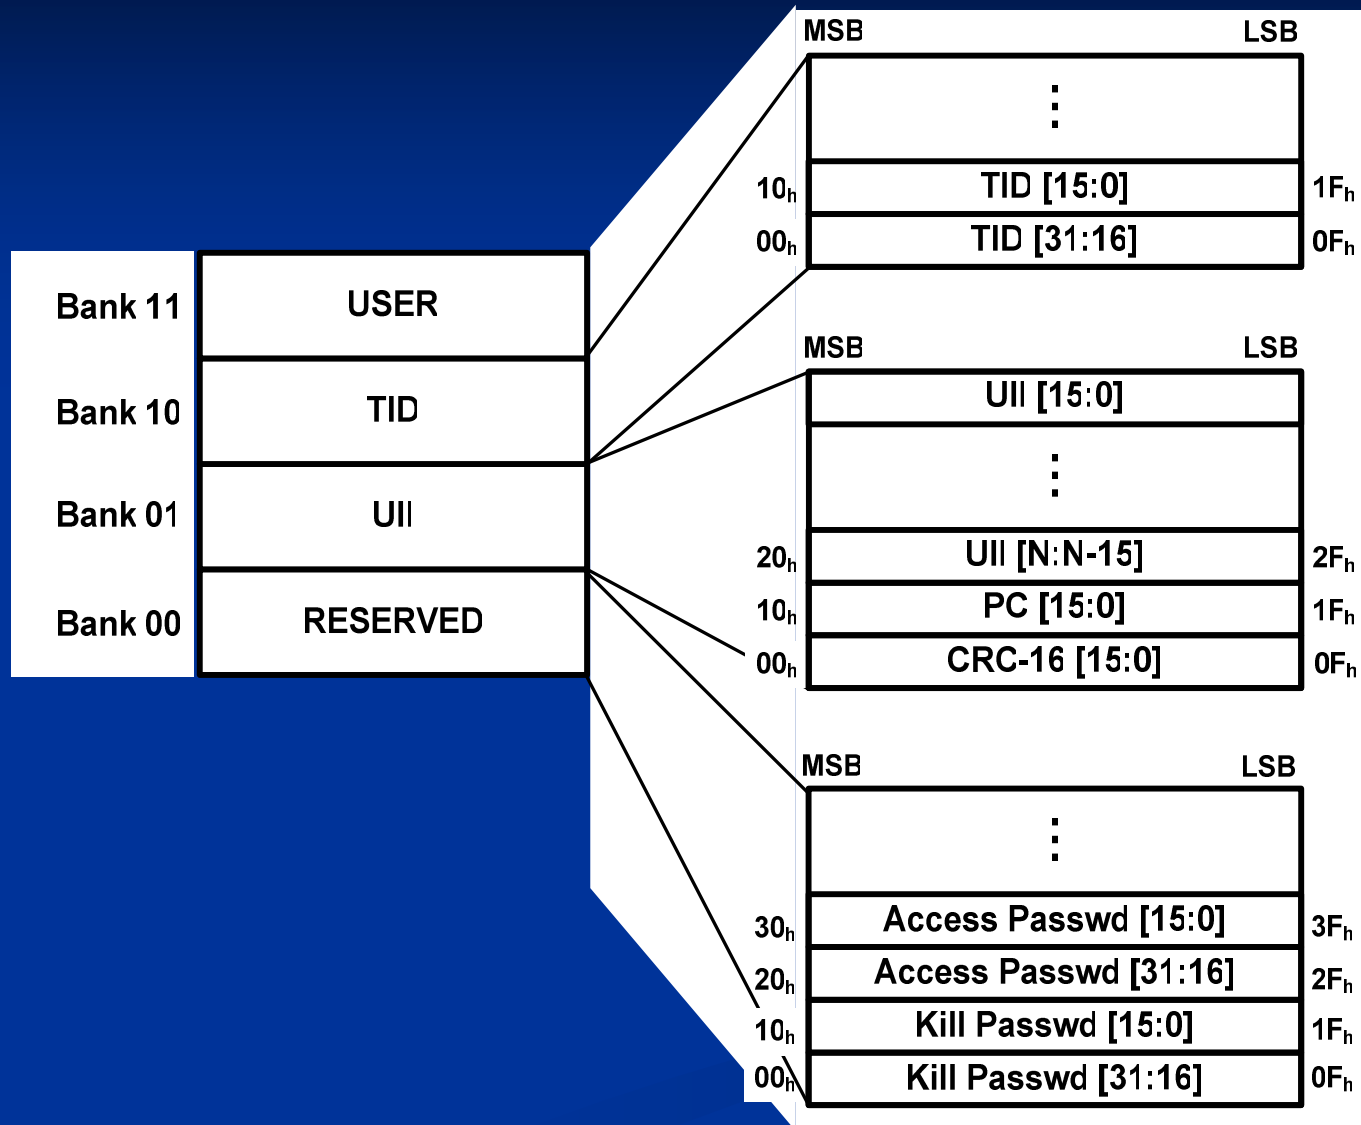 Bank 11 USER
Bank 10 TID
Bank 01 UII
Bank 00 RESERVED
MSB LSB
⋮
10h TID [15:0] 1Fh
00h TID [31:16] 0Fh
MSB LSB
UII [15:0]
⋮
20h UII [N:N-15] 2Fh
10h PC [15:0] 1Fh
00h CRC-16 [15:0] 0Fh
MSB LSB
⋮
30h Access Passwd [15:0] 3Fh
20h Access Passwd [31:16] 2Fh
10h Kill Passwd [15:0] 1Fh
00h Kill Passwd [31:16] 0Fh